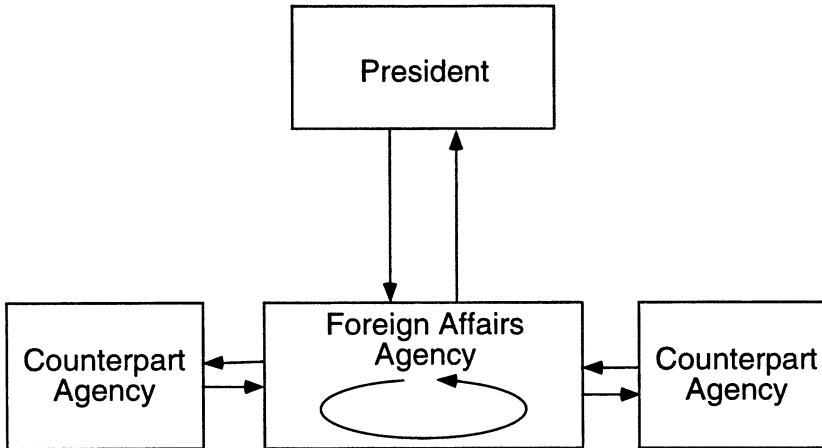 President
Foreign Affairs
Agency
Counterpart
Agency
Counterpart
Agency